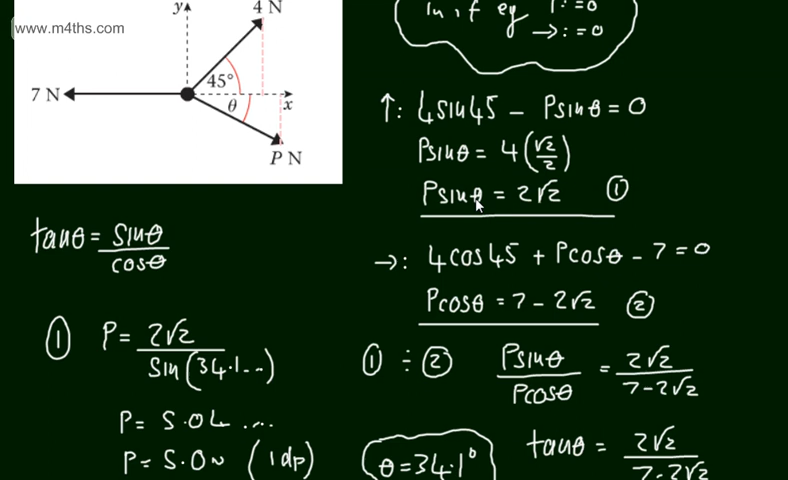 www.m4ths.com
y
4 N
7 N
45°
θ
x
P N
in if eg ↑: =0
→: =0
↑: 4sin45 - Psinθ = 0
Psinθ = 4(√2/2)
Psinθ = 2√2 ①
→: 4cos45 + Pcosθ - 7 = 0
Pcosθ = 7 - 2√2 ②
① ÷ ② Psinθ/Pcosθ = 2√2/7-2√2
tanθ = 2√2/7-2√2
θ = 34.1°
tanθ = sinθ/cosθ
① P = 2√2/sin(34.1...)
P = 5.04...
P = 5.0N (1dp)